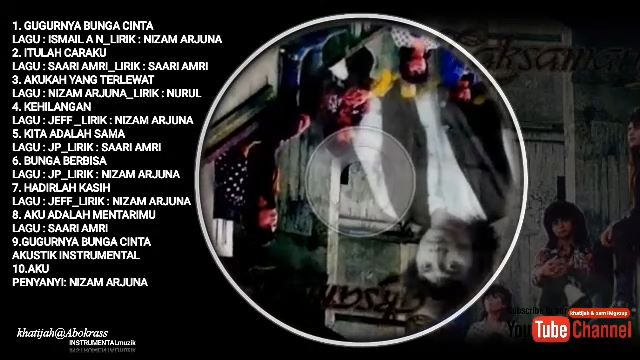 1. GUGURNYA BUNGA CINTA
LAGU : ISMAIL A N_LIRIK : NIZAM ARJUNA
2. ITULAH CARAKU
LAGU : SAARI AMRI_LIRIK : SAARI AMRI
3. AKUKAH YANG TERLEWAT
LAGU : NIZAM ARJUNA_LIRIK : NURUL
4. KEHILANGAN
LAGU : JEFF_LIRIK : NIZAM ARJUNA
5. KITA ADALAH SAMA
LAGU : JP_LIRIK : SAARI AMRI
6. BUNGA BERBISA
LAGU : JP_LIRIK : NIZAM ARJUNA
7. HADIRLAH KASIH
LAGU : JEFF_LIRIK : NIZAM ARJUNA
8. AKU ADALAH MENTARIMU
LAGU : SAARI AMRI
9.GUGURNYA BUNGA CINTA
AKUSTIK INSTRUMENTAL
10.AKU
PENYANYI: NIZAM ARJUNA
khatijah@Abokrass
INSTRUMENTALmuzik
Subscribe to
YouTube Channel